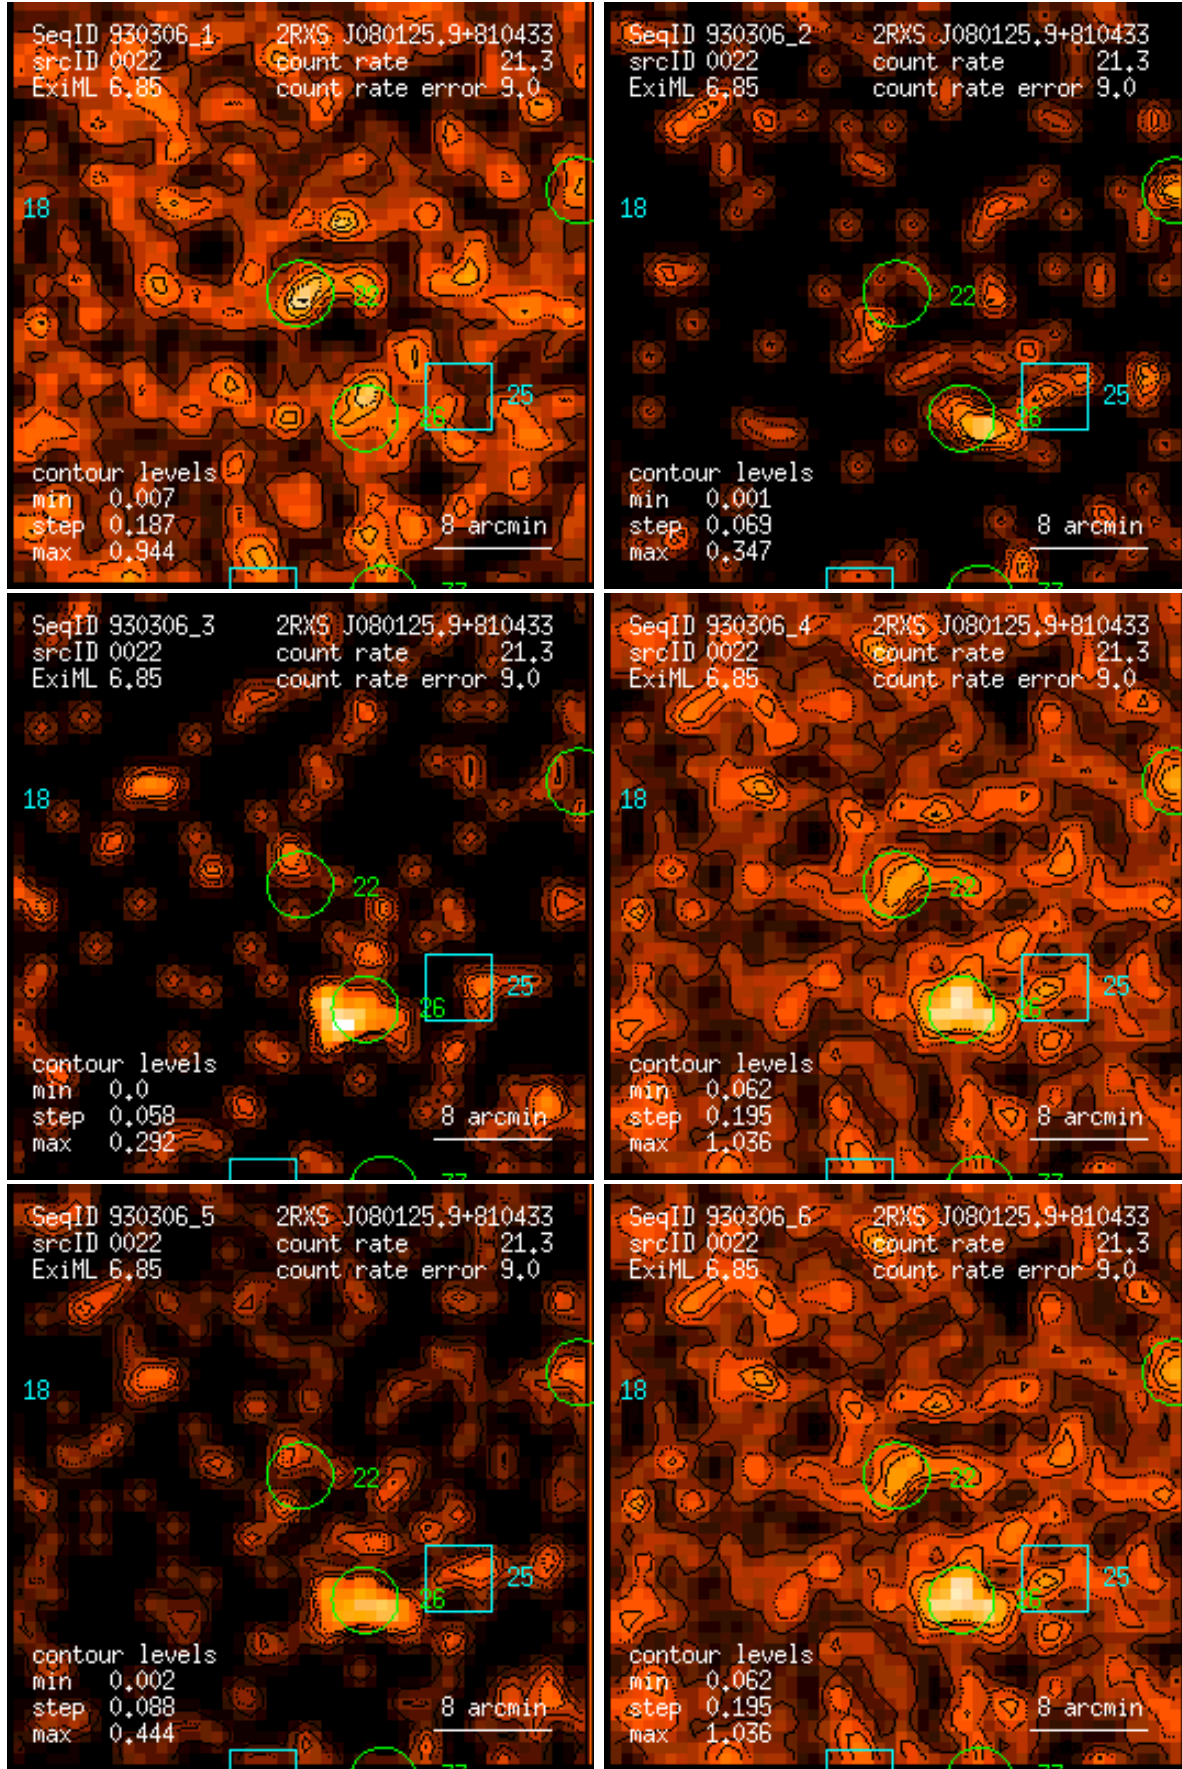 SeqID 930306_1 2RXS J080125.9+810433
srcID 0022 count rate 21.3
ExiML 6.85 count rate error 9.0
18
22
25
26
contour levels
min 0.007
step 0.187
max 0.944
8 arcmin
SeqID 930306_2 2RXS J080125.9+810433
srcID 0022 count rate 21.3
ExiML 6.85 count rate error 9.0
18
22
25
26
contour levels
min 0.001
step 0.069
max 0.347
8 arcmin
SeqID 930306_3 2RXS J080125.9+810433
srcID 0022 count rate 21.3
ExiML 6.85 count rate error 9.0
18
22
25
26
contour levels
min 0.0
step 0.058
max 0.292
8 arcmin
SeqID 930306_4 2RXS J080125.9+810433
srcID 0022 count rate 21.3
ExiML 6.85 count rate error 9.0
18
22
25
26
contour levels
min 0.062
step 0.195
max 1.036
8 arcmin
SeqID 930306_5 2RXS J080125.9+810433
srcID 0022 count rate 21.3
ExiML 6.85 count rate error 9.0
18
22
25
26
contour levels
min 0.002
step 0.088
max 0.444
8 arcmin
SeqID 930306_6 2RXS J080125.9+810433
srcID 0022 count rate 21.3
ExiML 6.85 count rate error 9.0
18
22
25
26
contour levels
min 0.062
step 0.195
max 1.036
8 arcmin